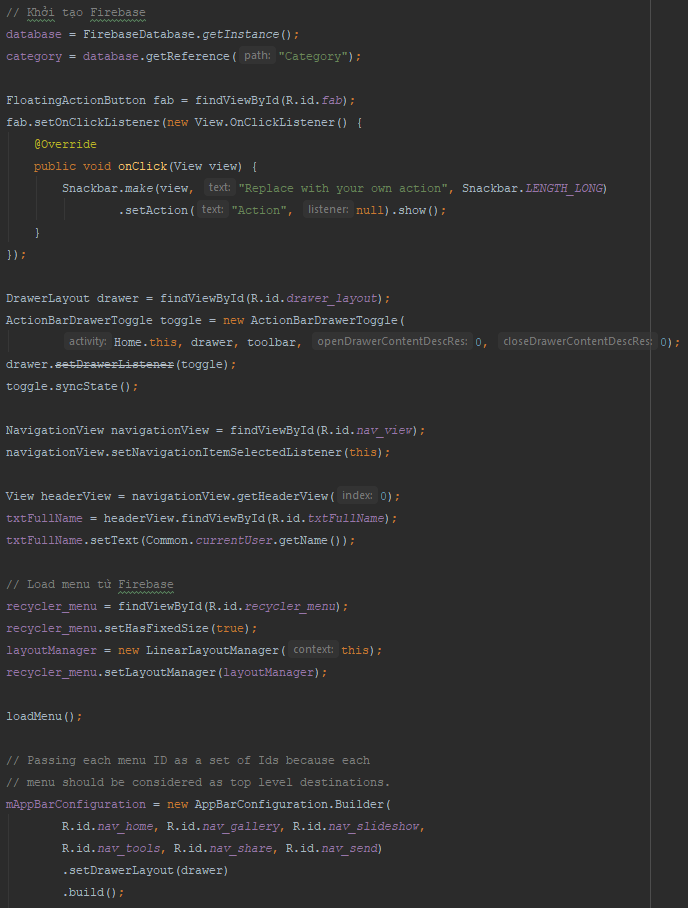 // Khởi tạo Firebase
database = FirebaseDatabase.getInstance();
category = database.getReference( path: "Category");
FloatingActionButton fab = findViewById(R.id.fab);
fab.setOnClickListener(new View.OnClickListener() {
@Override
public void onClick(View view) {
Snackbar.make(view, text: "Replace with your own action", Snackbar.LENGTH_LONG)
.setAction( text: "Action", listener: null).show();
}
});
DrawerLayout drawer = findViewById(R.id.drawer_layout);
ActionBarDrawerToggle toggle = new ActionBarDrawerToggle(
activity: Home.this, drawer, toolbar, openDrawerContentDescRes: 0, closeDrawerContentDescRes: 0);
drawer.setDrawerListener(toggle);
toggle.syncState();
NavigationView navigationView = findViewById(R.id.nav_view);
navigationView.setNavigationItemSelectedListener(this);
View headerView = navigationView.getHeaderView( index: 0);
txtFullName = headerView.findViewById(R.id.txtFullName);
txtFullName.setText(Common.currentUser.getName());
// Load menu từ Firebase
recycler_menu = findViewById(R.id.recycler_menu);
recycler_menu.setHasFixedSize(true);
layoutManager = new LinearLayoutManager( context: this);
recycler_menu.setLayoutManager(layoutManager);
loadMenu();
// Passing each menu ID as a set of Ids because each
// menu should be considered as top level destinations.
mAppBarConfiguration = new AppBarConfiguration.Builder(
R.id.nav_home, R.id.nav_gallery, R.id.nav_slideshow,
R.id.nav_tools, R.id.nav_share, R.id.nav_send)
.setDrawerLayout(drawer)
.build();